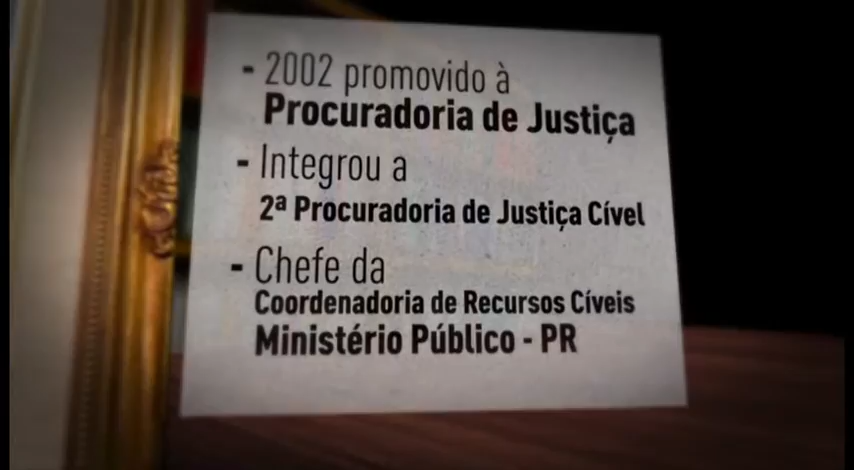 - 2002 promovido à
Procuradoria de Justiça
- Integrou a
2ª Procuradoria de Justiça Cível
- Chefe da
Coordenadoria de Recursos Cíveis
Ministério Público - PR